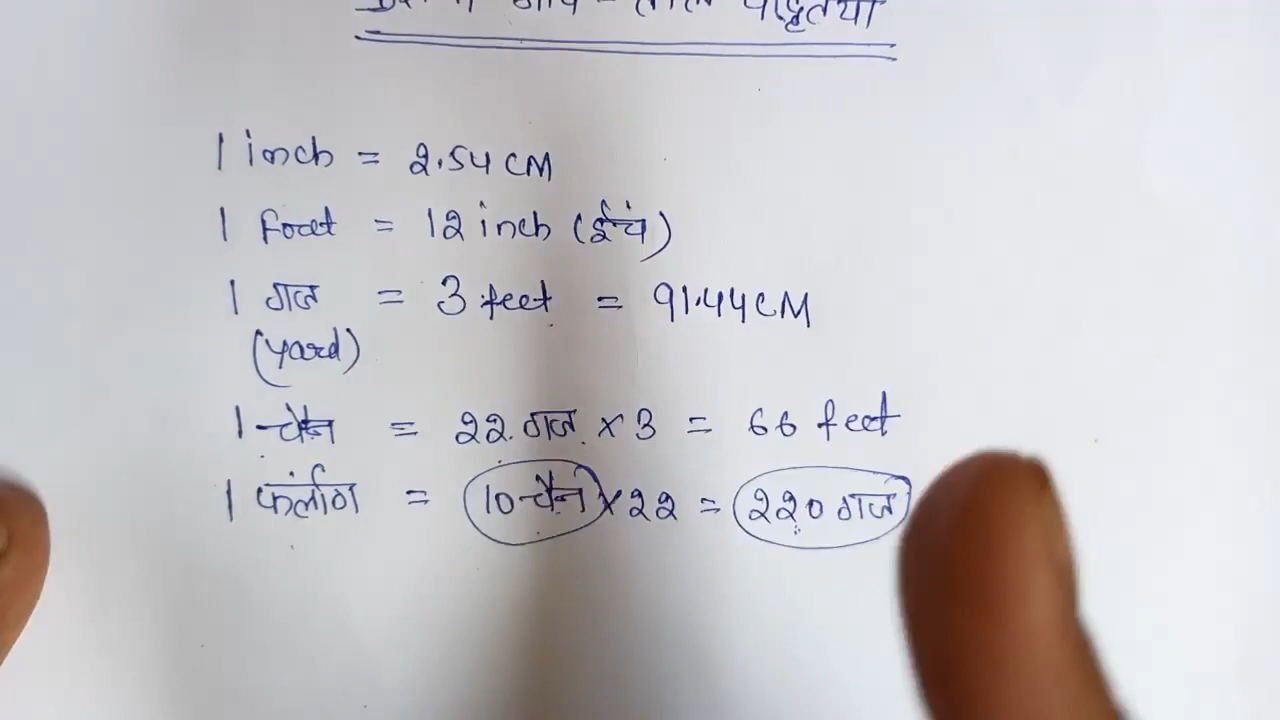 1 inch = 2.54 CM
1 Foot = 12 inch (ईंच)
1 गज = 3 feet = 91.44 CM
(yard)
1 चैन = 22 गज × 3 = 66 feet
1 फर्लांग = 10 चैन × 22 = 220 गज